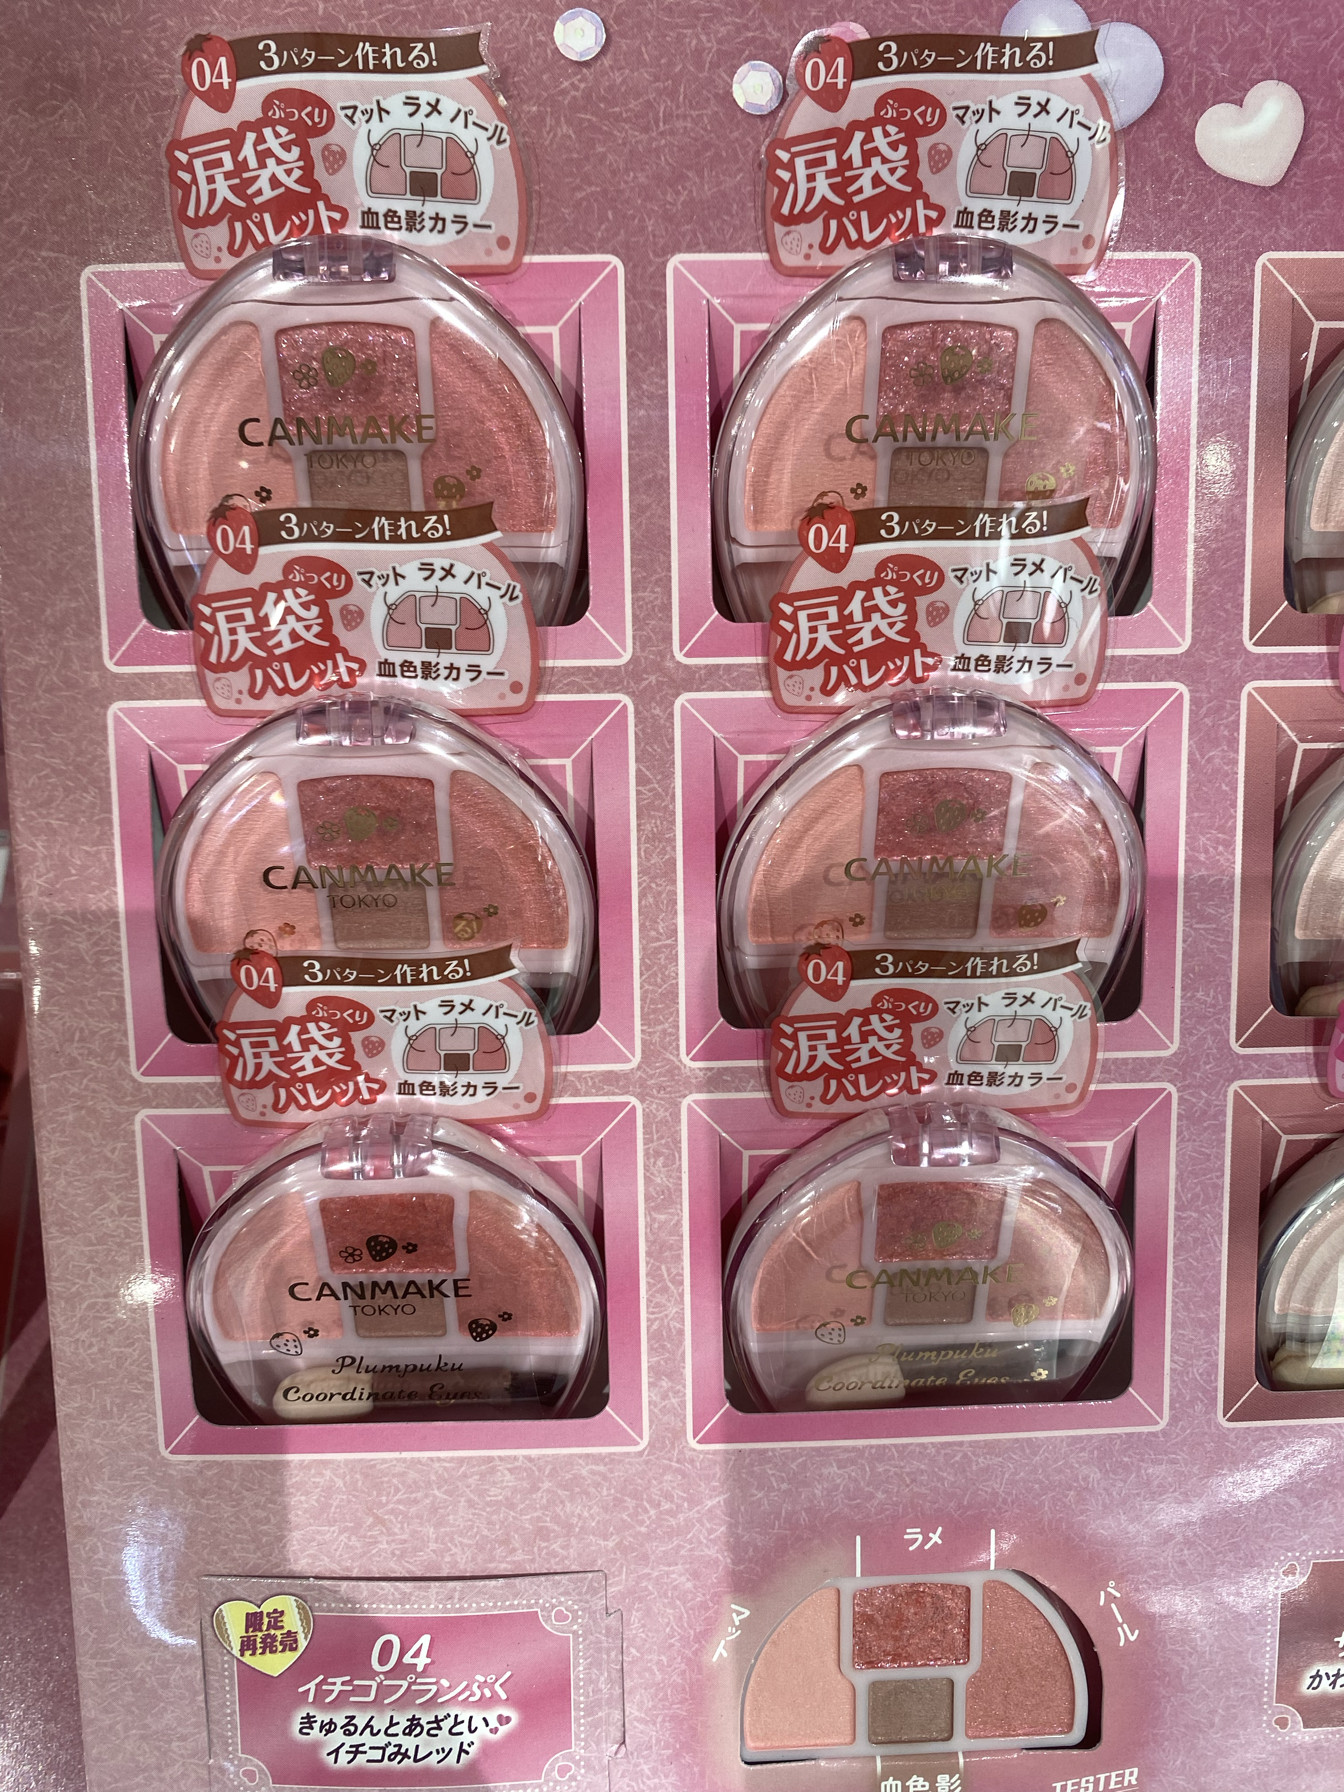 04 3パターン作れる!
ぷっくり
涙袋
パレット
マット ラメ パール
血色影カラー
04 3パターン作れる!
ぷっくり
涙袋
パレット
マット ラメ パール
血色影カラー
CANMAKE
TOKYO
CANMAKE
TOKYO
04 3パターン作れる!
ぷっくり
涙袋
パレット
マット ラメ パール
血色影カラー
04 3パターン作れる!
ぷっくり
涙袋
パレット
マット ラメ パール
血色影カラー
CANMAKE
TOKYO
CANMAKE
TOKYO
04 3パターン作れる!
ぷっくり
涙袋
パレット
マット ラメ パール
血色影カラー
04 3パターン作れる!
ぷっくり
涙袋
パレット
マット ラメ パール
血色影カラー
CANMAKE
TOKYO
Plumpuku
Coordinate Eyes
CANMAKE
TOKYO
Plumpuku
Coordinate Eyes
限定
再発売
04
イチゴプランぷく
きゅるんとあざとい
イチゴみレッド
ラメ
マット
パール
血色影
TESTER
かわ